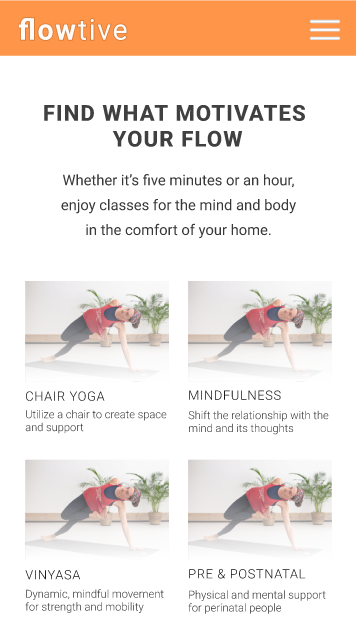 flowtive
FIND WHAT MOTIVATES
YOUR FLOW
Whether it’s five minutes or an hour,
enjoy classes for the mind and body
in the comfort of your home.
CHAIR YOGA
Utilize a chair to create space
and support
MINDFULNESS
Shift the relationship with the
mind and its thoughts
VINYASA
Dynamic, mindful movement
for strength and mobility
PRE & POSTNATAL
Physical and mental support
for perinatal people